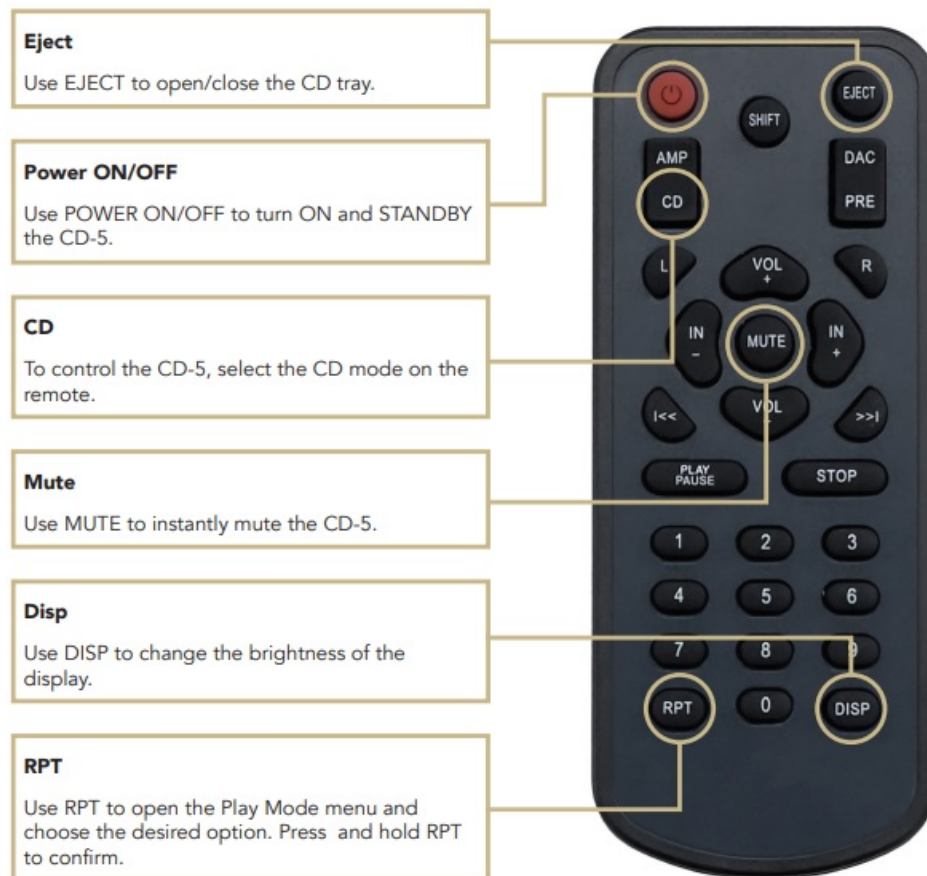 Eject
Use EJECT to open/close the CD tray.
Power ON/OFF
Use POWER ON/OFF to turn ON and STANDBY
the CD-5.
CD
To control the CD-5, select the CD mode on the
remote.
Mute
Use MUTE to instantly mute the CD-5.
Disp
Use DISP to change the brightness of the
display.
RPT
Use RPT to open the Play Mode menu and
choose the desired option. Press and hold RPT
to confirm.
EJECT
SHIFT
AMP
DAC
CD
PRE
L
VOL
+
R
IN
-
MUTE
IN
+
I<<
VOL
-
>>I
PLAY
PAUSE
STOP
1 2 3
4 5 6
7 8 9
RPT 0 DISP